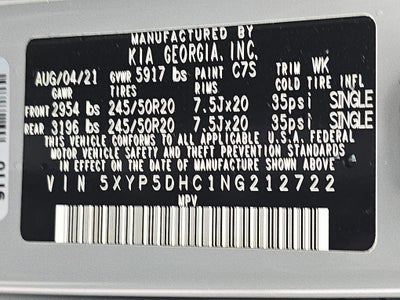 MANUFACTURED BY
KIA GEORGIA, INC.
AUG/04/21 GVWR 5917 lbs PAINT C7S TRIM WK
GAWR TIRES RIMS COLD TIRE INFL
FRONT 2954 lbs 245/50R20 7.5Jx20 35psi SINGLE
REAR 3196 lbs 245/50R20 7.5Jx20 35psi SINGLE
THIS VEHICLE CONFORMS TO ALL APPLICABLE U.S.A. FEDERAL
MOTOR VEHICLE SAFETY, BUMPER, AND THEFT PREVENTION STANDARDS
IN EFFECT ON THE DATE OF MANUFACTURE SHOWN ABOVE.
VIN 5XYP5DHC1NG212722
MPV